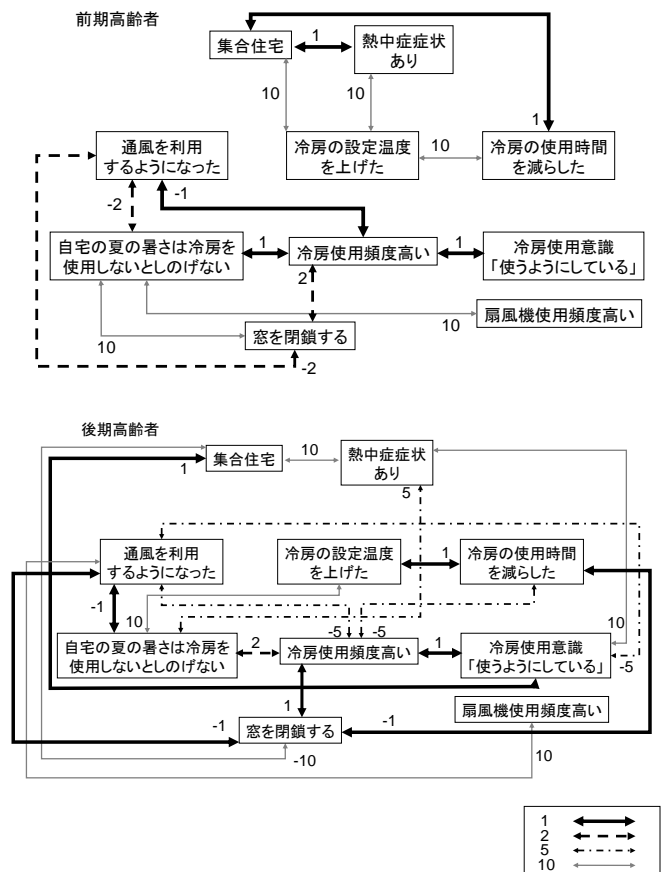 前期高齢者
集合住宅
1
熱中症症状
あり
10
10
1
通風を利用
するようになった
冷房の設定温度
を上げた
10
冷房の使用時間
を減らした
-2
-1
自宅の夏の暑さは冷房を
使用しないとしのげない
1
冷房使用頻度高い
1
冷房使用意識
「使うようにしている」
2
扇風機使用頻度高い
10
10
窓を閉鎖する
-2
後期高齢者
集合住宅
1
10
熱中症症状
あり
5
通風を利用
するようになった
冷房の設定温度
を上げた
1
冷房の使用時間
を減らした
-1
10
-5
-5
10
自宅の夏の暑さは冷房を
使用しないとしのげない
2
冷房使用頻度高い
1
冷房使用意識
「使うようにしている」
-5
1
扇風機使用頻度高い
-1
窓を閉鎖する
-1
-10
10
1
2
5
10